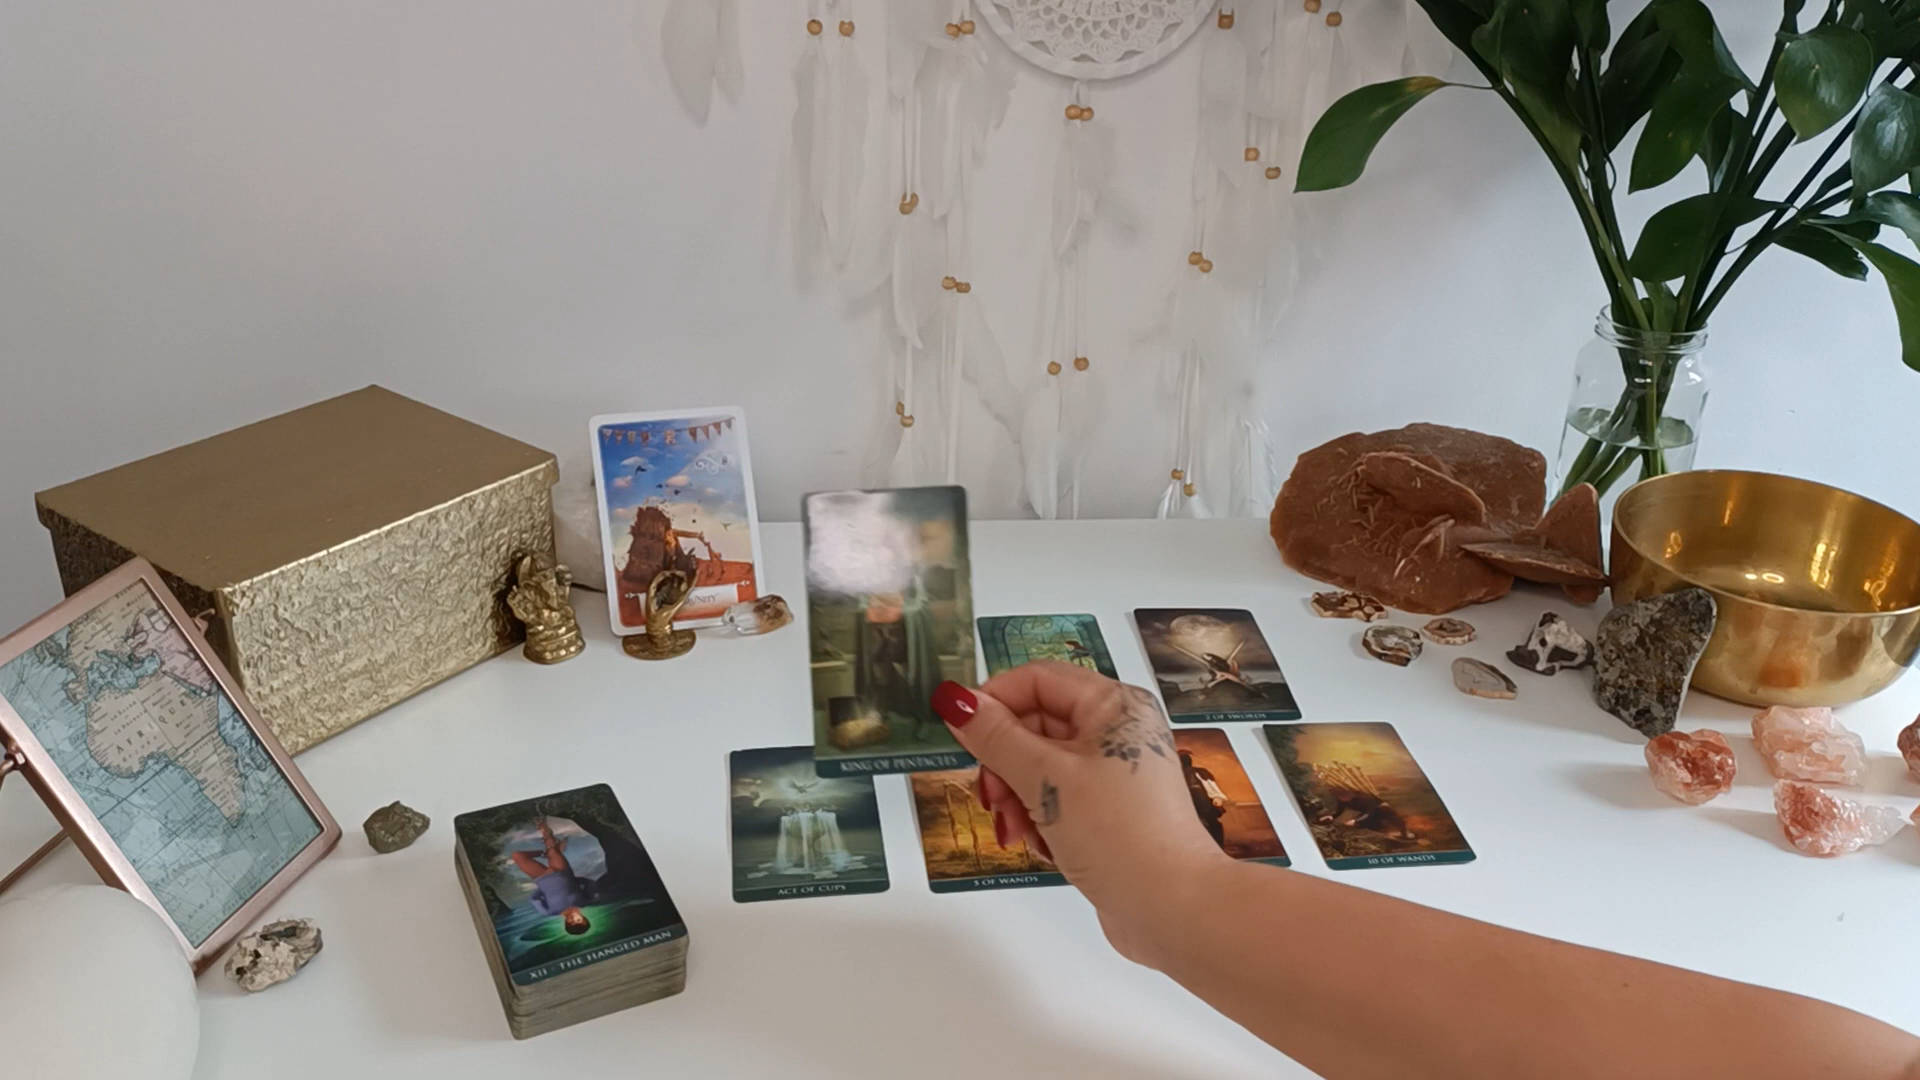 KING OF PENTACLES
2 OF SWORDS
ACE OF CUPS
5 OF WANDS
10 OF WANDS
XII · THE HANGED MAN
AFRIQUE